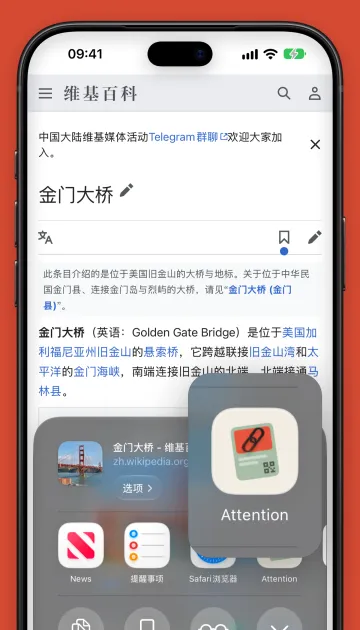 09:41
维基百科
中国大陆维基媒体活动Telegram群聊欢迎大家加
入。
金门大桥
此条目介绍的是位于美国旧金山的大桥与地标。关于位于中华民
国金门县、连接金门岛与烈屿的大桥，请见“金门大桥 (金门
县)”。
金门大桥（英语：Golden Gate Bridge）是位于美国加
利福尼亚州旧金山的悬索桥，它跨越联接旧金山湾和太
平洋的金门海峡，南端连接旧金山的北端，北端接通马
林县。
金门大桥 - 维基
zh.wikipedia.org
选项
Attention
News
提醒事项
Safari浏览器
Attention